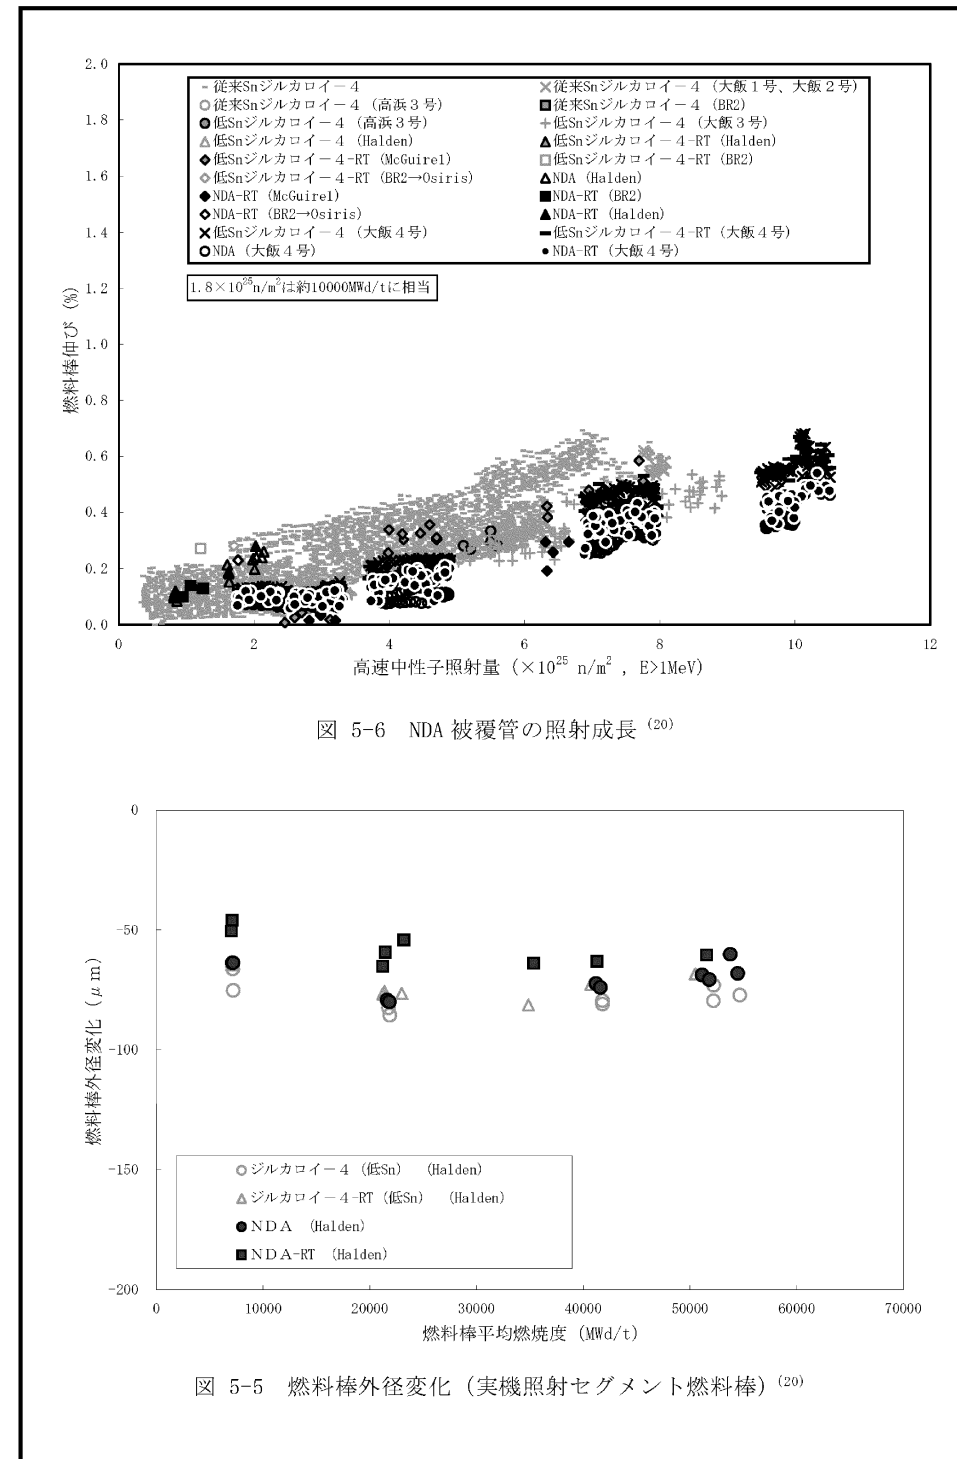 2.0
1.8
1.6
1.4
1.2
1.0
0.8
0.6
0.4
0.2
0.0
燃料棒伸び (%)
従来Snジルカロイ－4
従来Snジルカロイ－4 (大飯1号、大飯2号)
従来Snジルカロイ－4 (高浜3号)
従来Snジルカロイ－4 (BR2)
低Snジルカロイ－4 (高浜3号)
低Snジルカロイ－4 (大飯3号)
低Snジルカロイ－4 (Halden)
低Snジルカロイ－4-RT (Halden)
低Snジルカロイ－4-RT (McGuire1)
低Snジルカロイ－4-RT (BR2)
低Snジルカロイ－4-RT (BR2→Osiris)
NDA (Halden)
NDA-RT (McGuire1)
NDA-RT (BR2)
NDA-RT (BR2→Osiris)
NDA-RT (Halden)
低Snジルカロイ－4 (大飯4号)
低Snジルカロイ－4-RT (大飯4号)
NDA (大飯4号)
NDA-RT (大飯4号)
1.8×10²⁵n/m²は約10000MWd/tに相当
0 2 4 6 8 10 12
高速中性子照射量 (×10²⁵ n/m² , E>1MeV)
図 5-6 NDA 被覆管の照射成長 (20)
0
-50
-100
-150
-200
燃料棒外径変化 (μm)
ジルカロイ－4 (低Sn) (Halden)
ジルカロイ－4-RT (低Sn) (Halden)
NDA (Halden)
NDA-RT (Halden)
0 10000 20000 30000 40000 50000 60000 70000
燃料棒平均燃焼度 (MWd/t)
図 5-5 燃料棒外径変化 (実機照射セグメント燃料棒) (20)